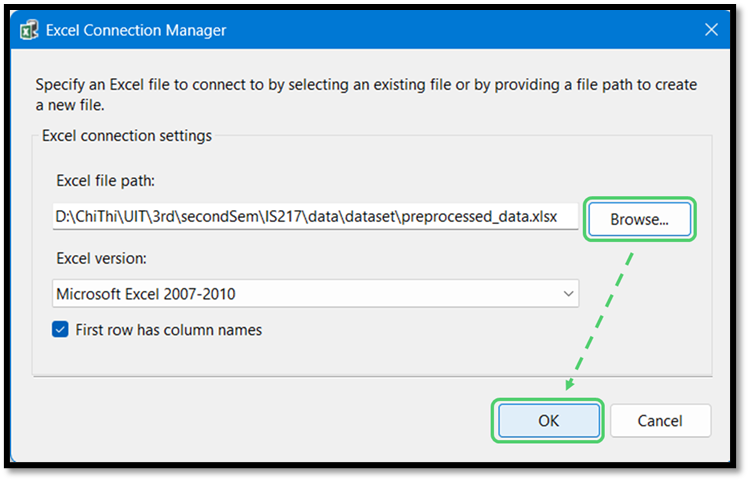 Excel Connection Manager
Specify an Excel file to connect to by selecting an existing file or by providing a file path to create
a new file.
Excel connection settings
Excel file path:
D:\ChiThi\UIT\3rd\secondSem\IS217\data\dataset\preprocessed_data.xlsx
Browse...
Excel version:
Microsoft Excel 2007-2010
First row has column names
OK
Cancel